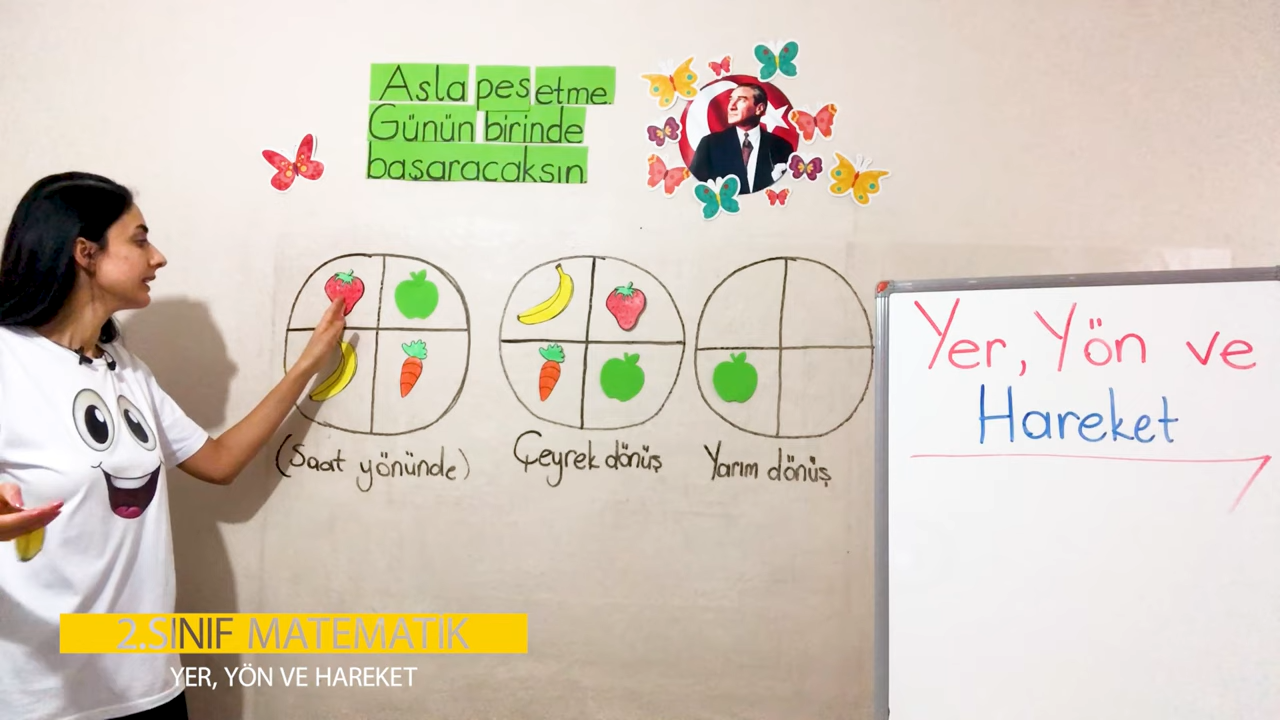 Asla pes etme.
Günün birinde
başaracaksın.
(Saat yönünde)
Çeyrek dönüş
Yarım dönüş
Yer, Yön ve
Hareket
2.SINIF MATEMATİK
YER, YÖN VE HAREKET